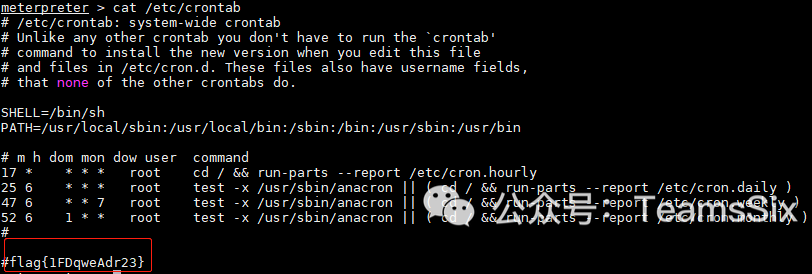 meterpreter > cat /etc/crontab
# /etc/crontab: system-wide crontab
# Unlike any other crontab you don't have to run the `crontab'
# command to install the new version when you edit this file
# and files in /etc/cron.d. These files also have username fields,
# that none of the other crontabs do.

SHELL=/bin/sh
PATH=/usr/local/sbin:/usr/local/bin:/sbin:/bin:/usr/sbin:/usr/bin

# m h dom mon dow user  command
17 *    * * *   root    cd / && run-parts --report /etc/cron.hourly
25 6    * * *   root    test -x /usr/sbin/anacron || ( cd / && run-parts --report /etc/cron.daily )
47 6    * * 7   root    test -x /usr/sbin/anacron || ( cd / && run-parts --report /etc/cron.weekly )
52 6    1 * *   root    test -x /usr/sbin/anacron || ( cd / && run-parts --report /etc/cron.monthly )
#
公众号：TeamsSix
#flag{1FDqweAdr23}